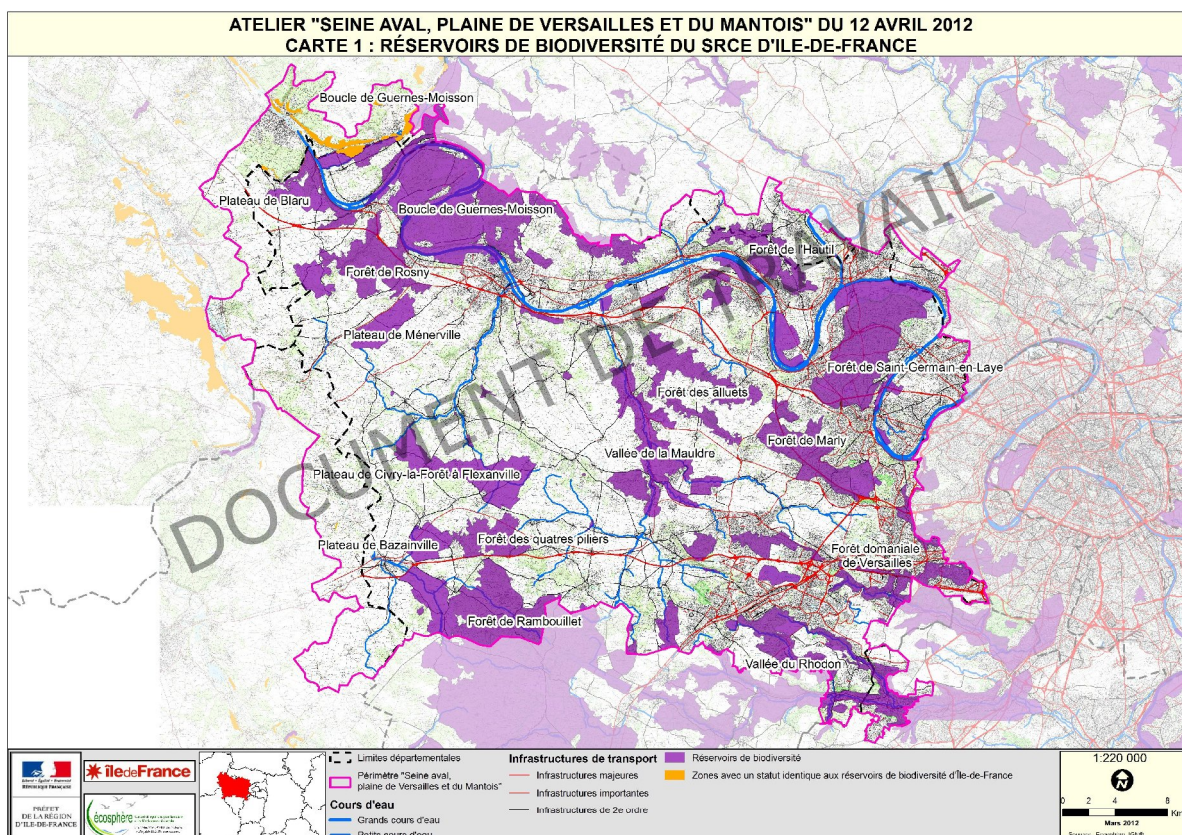 ATELIER "SEINE AVAL, PLAINE DE VERSAILLES ET DU MANTOIS" DU 12 AVRIL 2012
CARTE 1 : RÉSERVOIRS DE BIODIVERSITÉ DU SRCE D'ILE-DE-FRANCE
Boucle de Guernes-Moisson
Plateau de Blaru
Boucle de Guernes-Moisson
Forêt de l'Hautil
Forêt de Rosny
Plateau de Ménerville
Forêt de Saint-Germain-en-Laye
Forêt des alluets
Forêt de Marly
Vallée de la Mauldre
Plateau de Civry-la-Forêt à Flexanville
Forêt des quatres piliers
Plateau de Bazainville
Forêt domaniale
de Versailles
Forêt de Rambouillet
Vallée du Rhodon
DOCUMENT DE TRAVAIL
RÉPUBLIQUE FRANÇAISE
PRÉFET
DE LA RÉGION
D'ILE-DE-FRANCE
îledeFrance
écosphère
Limites départementales
Périmètre "Seine aval,
plaine de Versailles et du Mantois"
Cours d'eau
Grands cours d'eau
Petits cours d'eau
Infrastructures de transport
Infrastructures majeures
Infrastructures importantes
Infrastructures de 2e ordre
Réservoirs de biodiversité
Zones avec un statut identique aux réservoirs de biodiversité d'Île-de-France
1:220 000
N
0 2 4 8
Km
Mars 2012